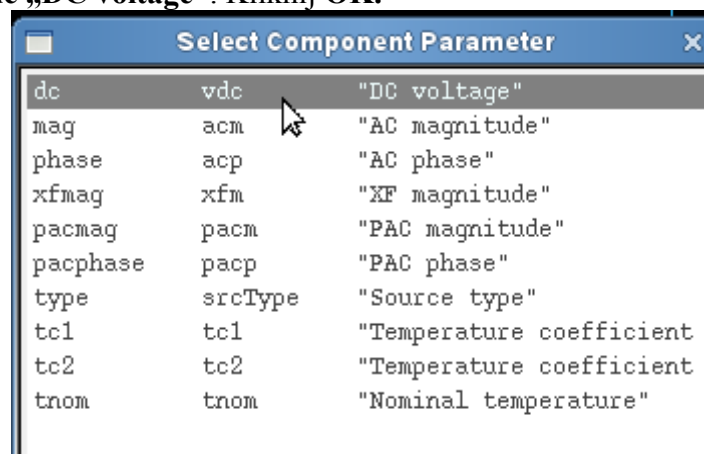 „DC voltage". Kliknij OK.
Select Component Parameter
dc vdc "DC voltage"
mag acm "AC magnitude"
phase acp "AC phase"
xfmag xfm "XF magnitude"
pacmag pacm "PAC magnitude"
pacphase pacp "PAC phase"
type srcType "Source type"
tc1 tc1 "Temperature coefficient
tc2 tc2 "Temperature coefficient
tnom tnom "Nominal temperature"